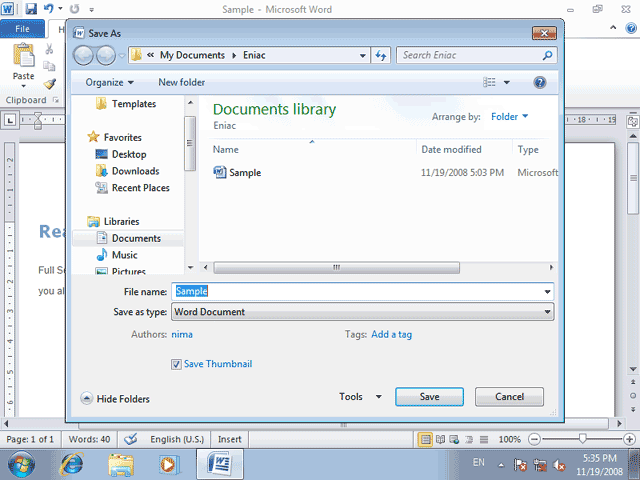 Sample - Microsoft Word
File
H
Paste
Clipboard
Save As
« My Documents Eniac
Search Eniac
Organize New folder
Templates
Favorites
Desktop
Downloads
Recent Places
Libraries
Documents
Music
Pictures
Documents library
Eniac
Arrange by: Folder
Name Date modified Type
Sample 11/19/2008 5:03 PM Microsoft
File name: Sample
Save as type: Word Document
Authors: nima Tags: Add a tag
Save Thumbnail
Hide Folders
Tools Save Cancel
18 19
Rea
Full Sc
you al
Page: 1 of 1 Words: 40 English (U.S.) Insert 100%
EN
5:35 PM
11/19/2008